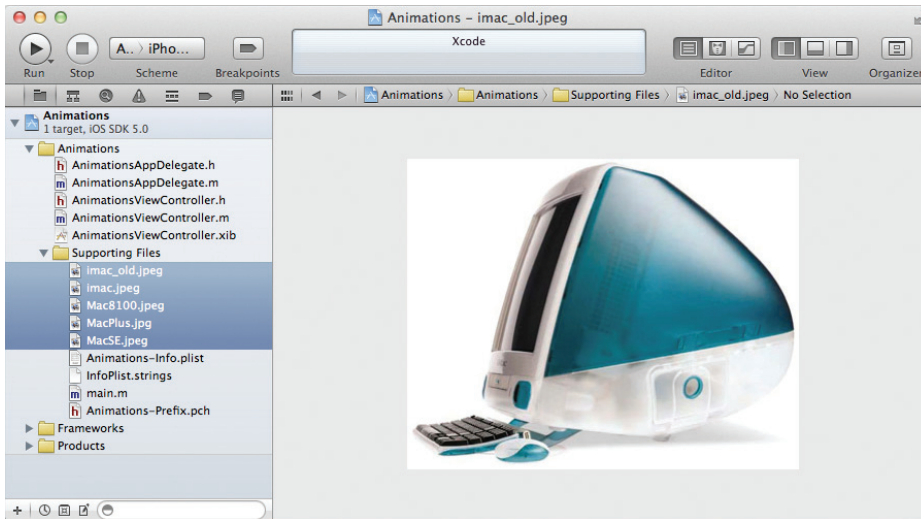 Animations – imac_old.jpeg
A.. 〉 iPho...
Xcode
Run Stop Scheme Breakpoints Editor View Organizer
Animations 〉 Animations 〉 Supporting Files 〉 imac_old.jpeg 〉 No Selection
Animations
1 target, iOS SDK 5.0
Animations
h AnimationsAppDelegate.h
m AnimationsAppDelegate.m
h AnimationsViewController.h
m AnimationsViewController.m
AnimationsViewController.xib
Supporting Files
imac_old.jpeg
imac.jpeg
Mac8100.jpeg
MacPlus.jpg
MacSE.jpeg
Animations-Info.plist
InfoPlist.strings
m main.m
h Animations-Prefix.pch
Frameworks
Products